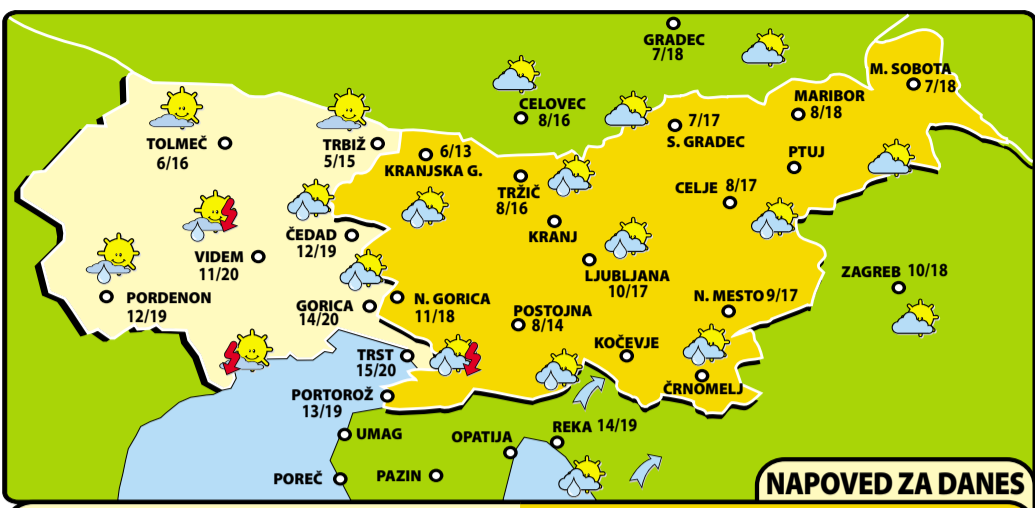 GRADEC
7/18
M. SOBOTA
7/18
CELOVEC
8/16
MARIBOR
8/18
7/17
S. GRADEC
TOLMEČ
6/16
TRBIŽ
5/15
6/13
KRANJSKA G.
PTUJ
TRŽIČ
8/16
CELJE 8/17
KRANJ
ČEDAD
12/19
VIDEM
11/20
LJUBLJANA
10/17
ZAGREB 10/18
PORDENON
12/19
GORICA
14/20
N. GORICA
11/18
POSTOJNA
8/14
N. MESTO 9/17
KOČEVJE
TRST
15/20
ČRNOMELJ
PORTOROŽ
13/19
UMAG
OPATIJA
REKA 14/19
POREČ
PAZIN
NAPOVED ZA DANES